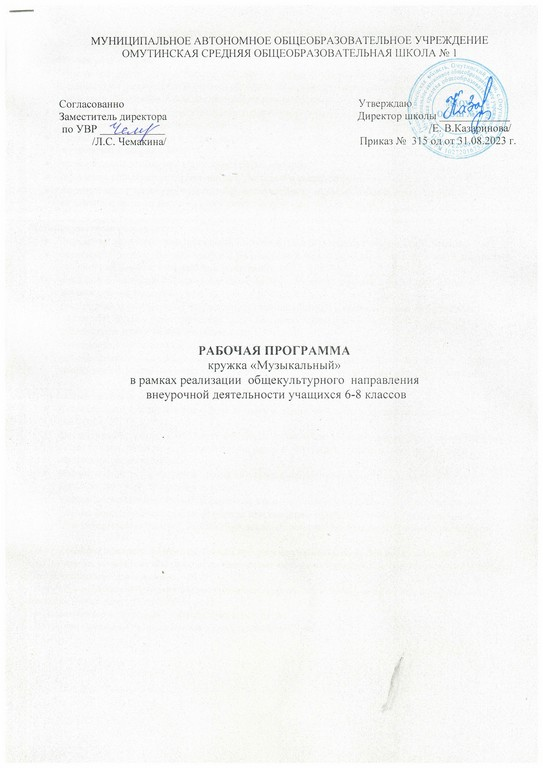 МУНИЦИПАЛЬНОЕ АВТОНОМНОЕ ОБЩЕОБРАЗОВАТЕЛЬНОЕ УЧРЕЖДЕНИЕ
ОМУТИНСКАЯ СРЕДНЯЯ ОБЩЕОБРАЗОВАТЕЛЬНАЯ ШКОЛА № 1
Согласованно
Заместитель директора
по УВР
/Л.С. Чемакина/
Утверждаю
Директор школы
/Е. В.Казаринова/
Приказ № 315 од от 31.08.2023 г.
РАБОЧАЯ ПРОГРАММА
кружка «Музыкальный»
в рамках реализации общекультурного направления
внеурочной деятельности учащихся 6-8 классов